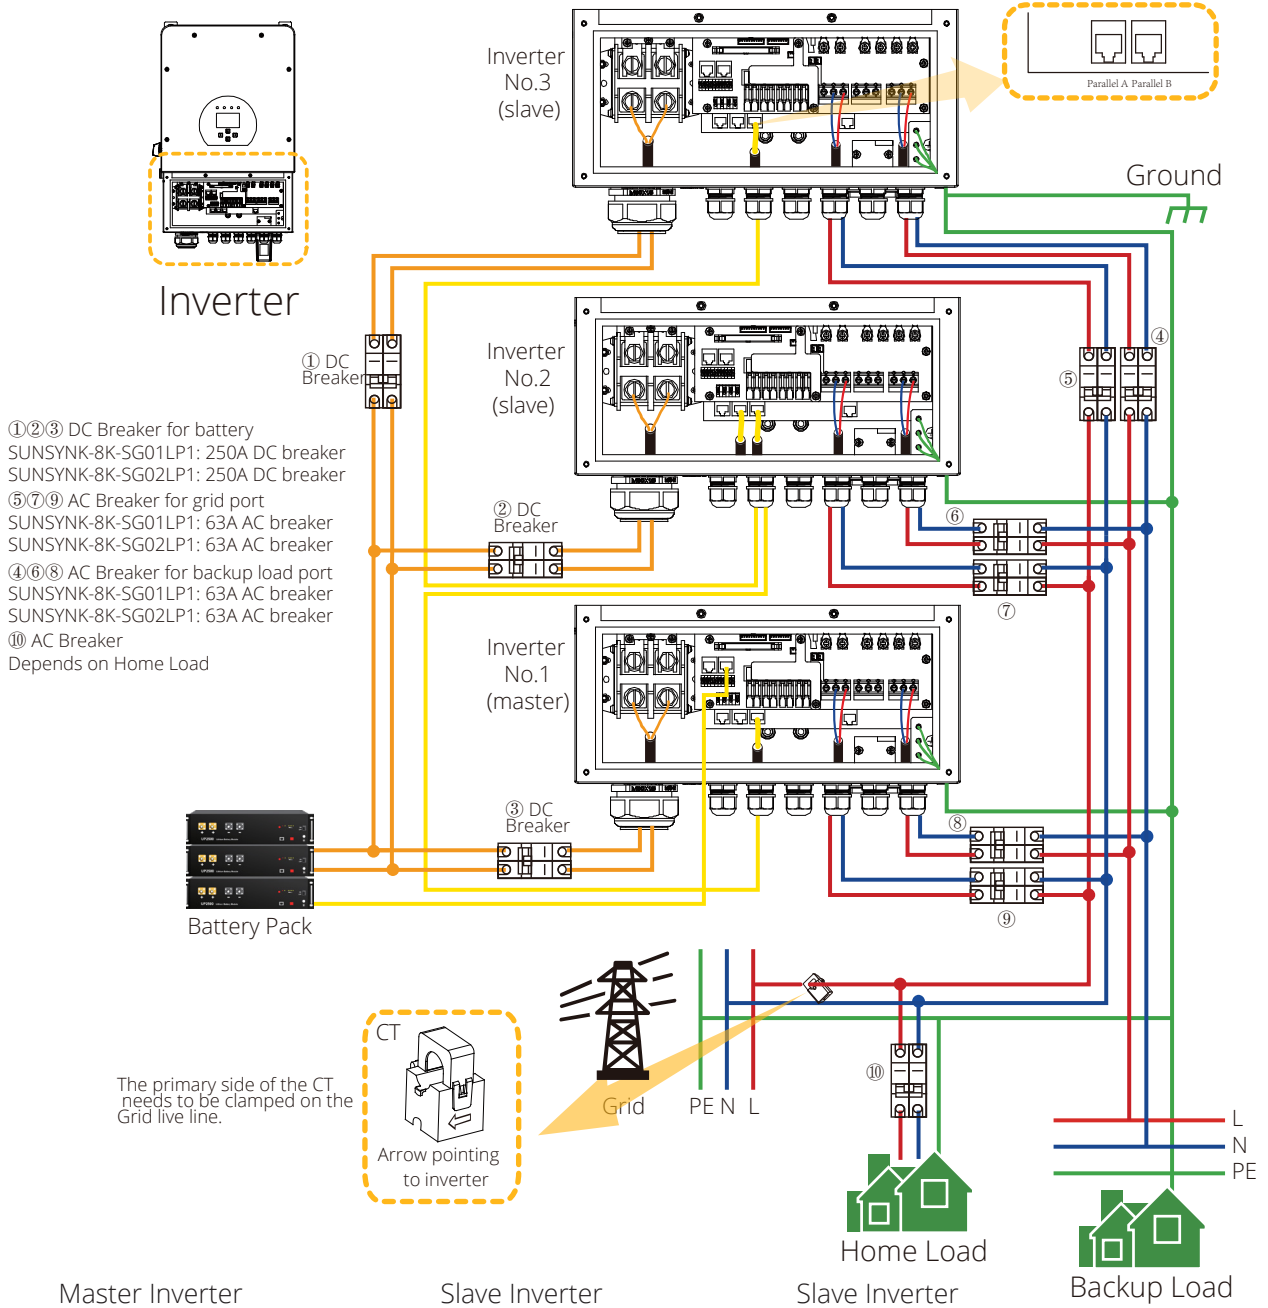 Inverter
No.3
(slave)
Parallel A Parallel B
Ground
Inverter
① DC
Breaker
④
⑤
Inverter
No.2
(slave)
①②③ DC Breaker for battery
SUNSYNK-8K-SG01LP1: 250A DC breaker
SUNSYNK-8K-SG02LP1: 250A DC breaker
⑤⑦⑨ AC Breaker for grid port
SUNSYNK-8K-SG01LP1: 63A AC breaker
SUNSYNK-8K-SG02LP1: 63A AC breaker
④⑥⑧ AC Breaker for backup load port
SUNSYNK-8K-SG01LP1: 63A AC breaker
SUNSYNK-8K-SG02LP1: 63A AC breaker
⑩ AC Breaker
Depends on Home Load
② DC
Breaker
⑥
⑦
Inverter
No.1
(master)
③ DC
Breaker
⑧
⑨
Battery Pack
CT
The primary side of the CT
needs to be clamped on the
Grid live line.
Arrow pointing
to inverter
Grid
PE N L
⑩
L
N
PE
Home Load
Backup Load
Master Inverter
Slave Inverter
Slave Inverter